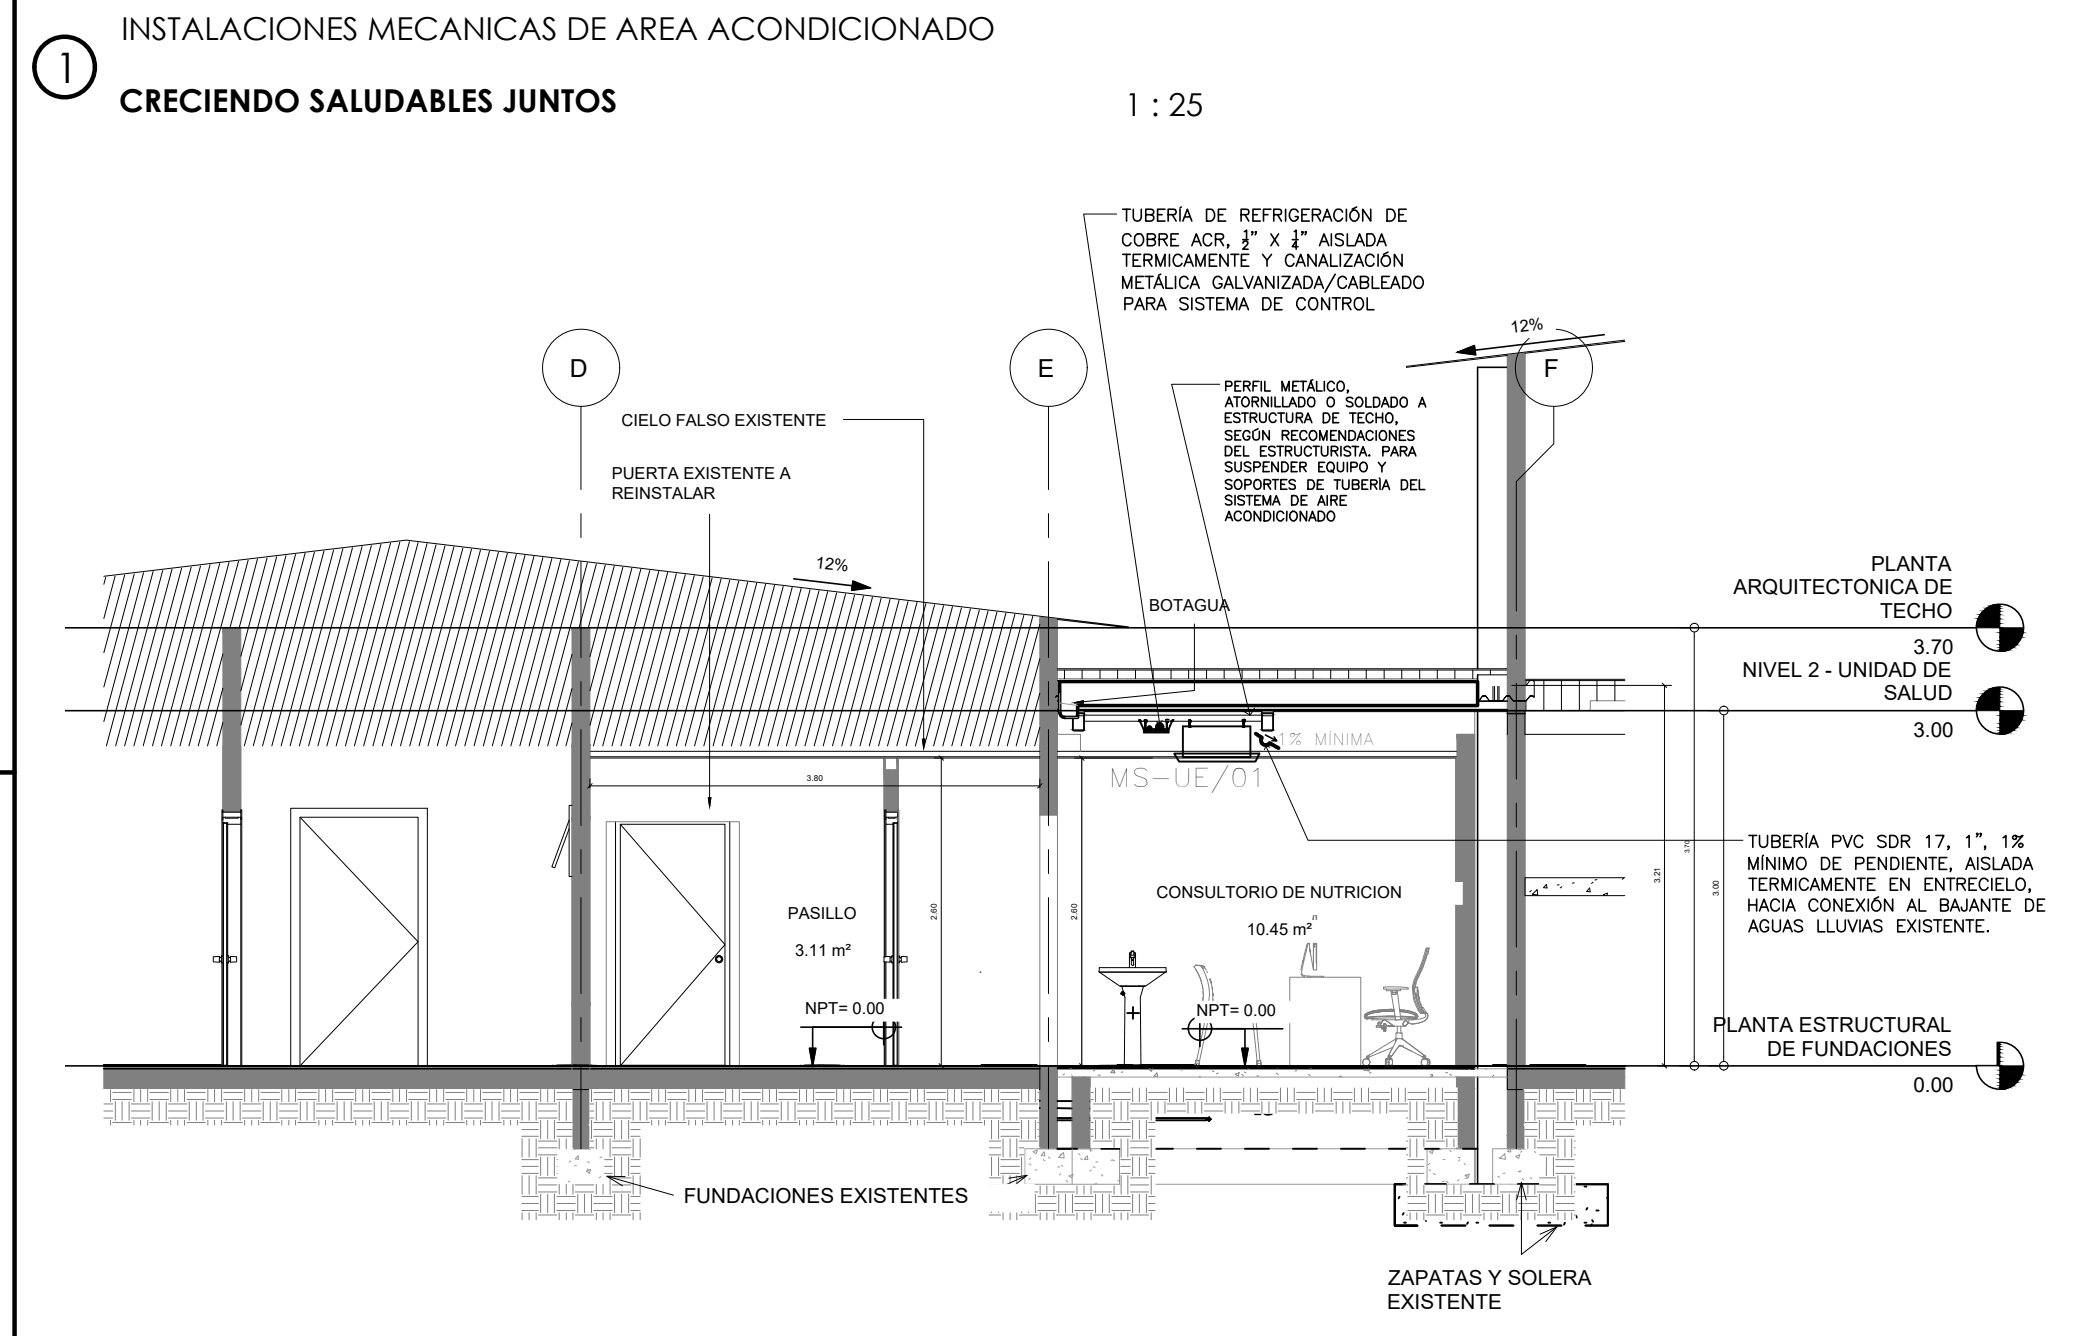 INSTALACIONES MECANICAS DE AREA ACONDICIONADO
1
CRECIENDO SALUDABLES JUNTOS
1 : 25
TUBERÍA DE REFRIGERACIÓN DE
COBRE ACR, 1/2" X 1/4" AISLADA
TERMICAMENTE Y CANALIZACIÓN
METÁLICA GALVANIZADA/CABLEADO
PARA SISTEMA DE CONTROL
12%
D
E
F
PERFIL METÁLICO,
ATORNILLADO O SOLDADO A
ESTRUCTURA DE TECHO,
SEGÚN RECOMENDACIONES
DEL ESTRUCTURISTA. PARA
SUSPENDER EQUIPO Y
SOPORTES DE TUBERÌA DEL
SISTEMA DE AIRE
ACONDICIONADO
CIELO FALSO EXISTENTE
PUERTA EXISTENTE A
REINSTALAR
12%
BOTAGUA
PLANTA
ARQUITECTONICA DE
TECHO
3.70
NIVEL 2 - UNIDAD DE
SALUD
3.00
1% MÍNIMA
MS-UE/01
3.80
TUBERÍA PVC SDR 17, 1", 1%
MÍNIMO DE PENDIENTE, AISLADA
TERMICAMENTE EN ENTRECIELO,
HACIA CONEXIÓN AL BAJANTE DE
AGUAS LLUVIAS EXISTENTE.
3.70
3.21
3.00
2.60
2.60
PASILLO
3.11 m²
CONSULTORIO DE NUTRICION
10.45 m²
NPT= 0.00
NPT= 0.00
PLANTA ESTRUCTURAL
DE FUNDACIONES
0.00
FUNDACIONES EXISTENTES
ZAPATAS Y SOLERA
EXISTENTE